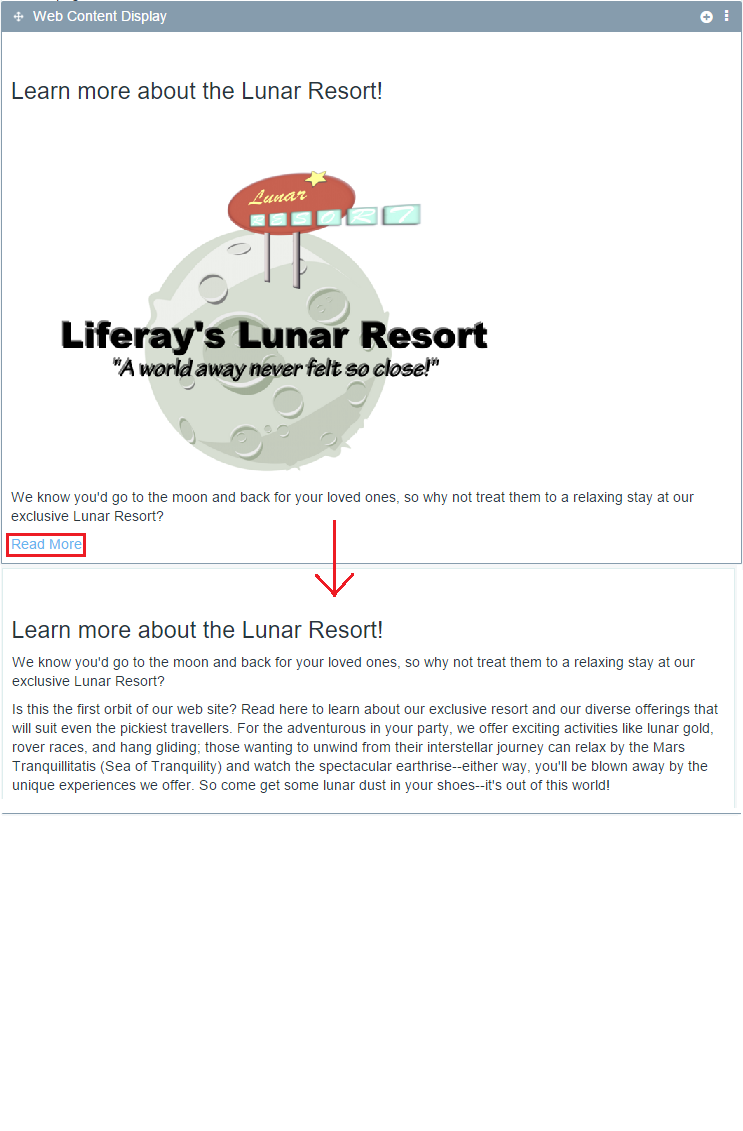 Web Content Display
Learn more about the Lunar Resort!
Lunar
RESORT
Liferay's Lunar Resort
"A world away never felt so close!"
We know you'd go to the moon and back for your loved ones, so why not treat them to a relaxing stay at our
exclusive Lunar Resort?
Read More
Learn more about the Lunar Resort!
We know you'd go to the moon and back for your loved ones, so why not treat them to a relaxing stay at our
exclusive Lunar Resort?
Is this the first orbit of our web site? Read here to learn about our exclusive resort and our diverse offerings that
will suit even the pickiest travellers. For the adventurous in your party, we offer exciting activities like lunar gold,
rover races, and hang gliding; those wanting to unwind from their interstellar journey can relax by the Mars
Tranquillitatis (Sea of Tranquility) and watch the spectacular earthrise--either way, you'll be blown away by the
unique experiences we offer. So come get some lunar dust in your shoes--it's out of this world!